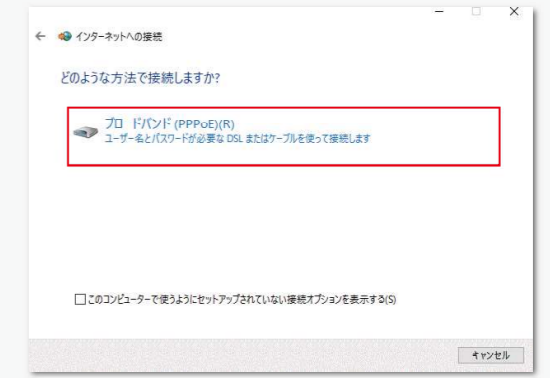 インターネットへの接続
どのような方法で接続しますか?
ブロ ドバンド (PPPoE)(R)
ユーザー名とパスワードが必要な DSL またはケーブルを使って接続します
このコンピューターで使うようにセットアップされていない接続オプションを表示する(S)
キャンセル